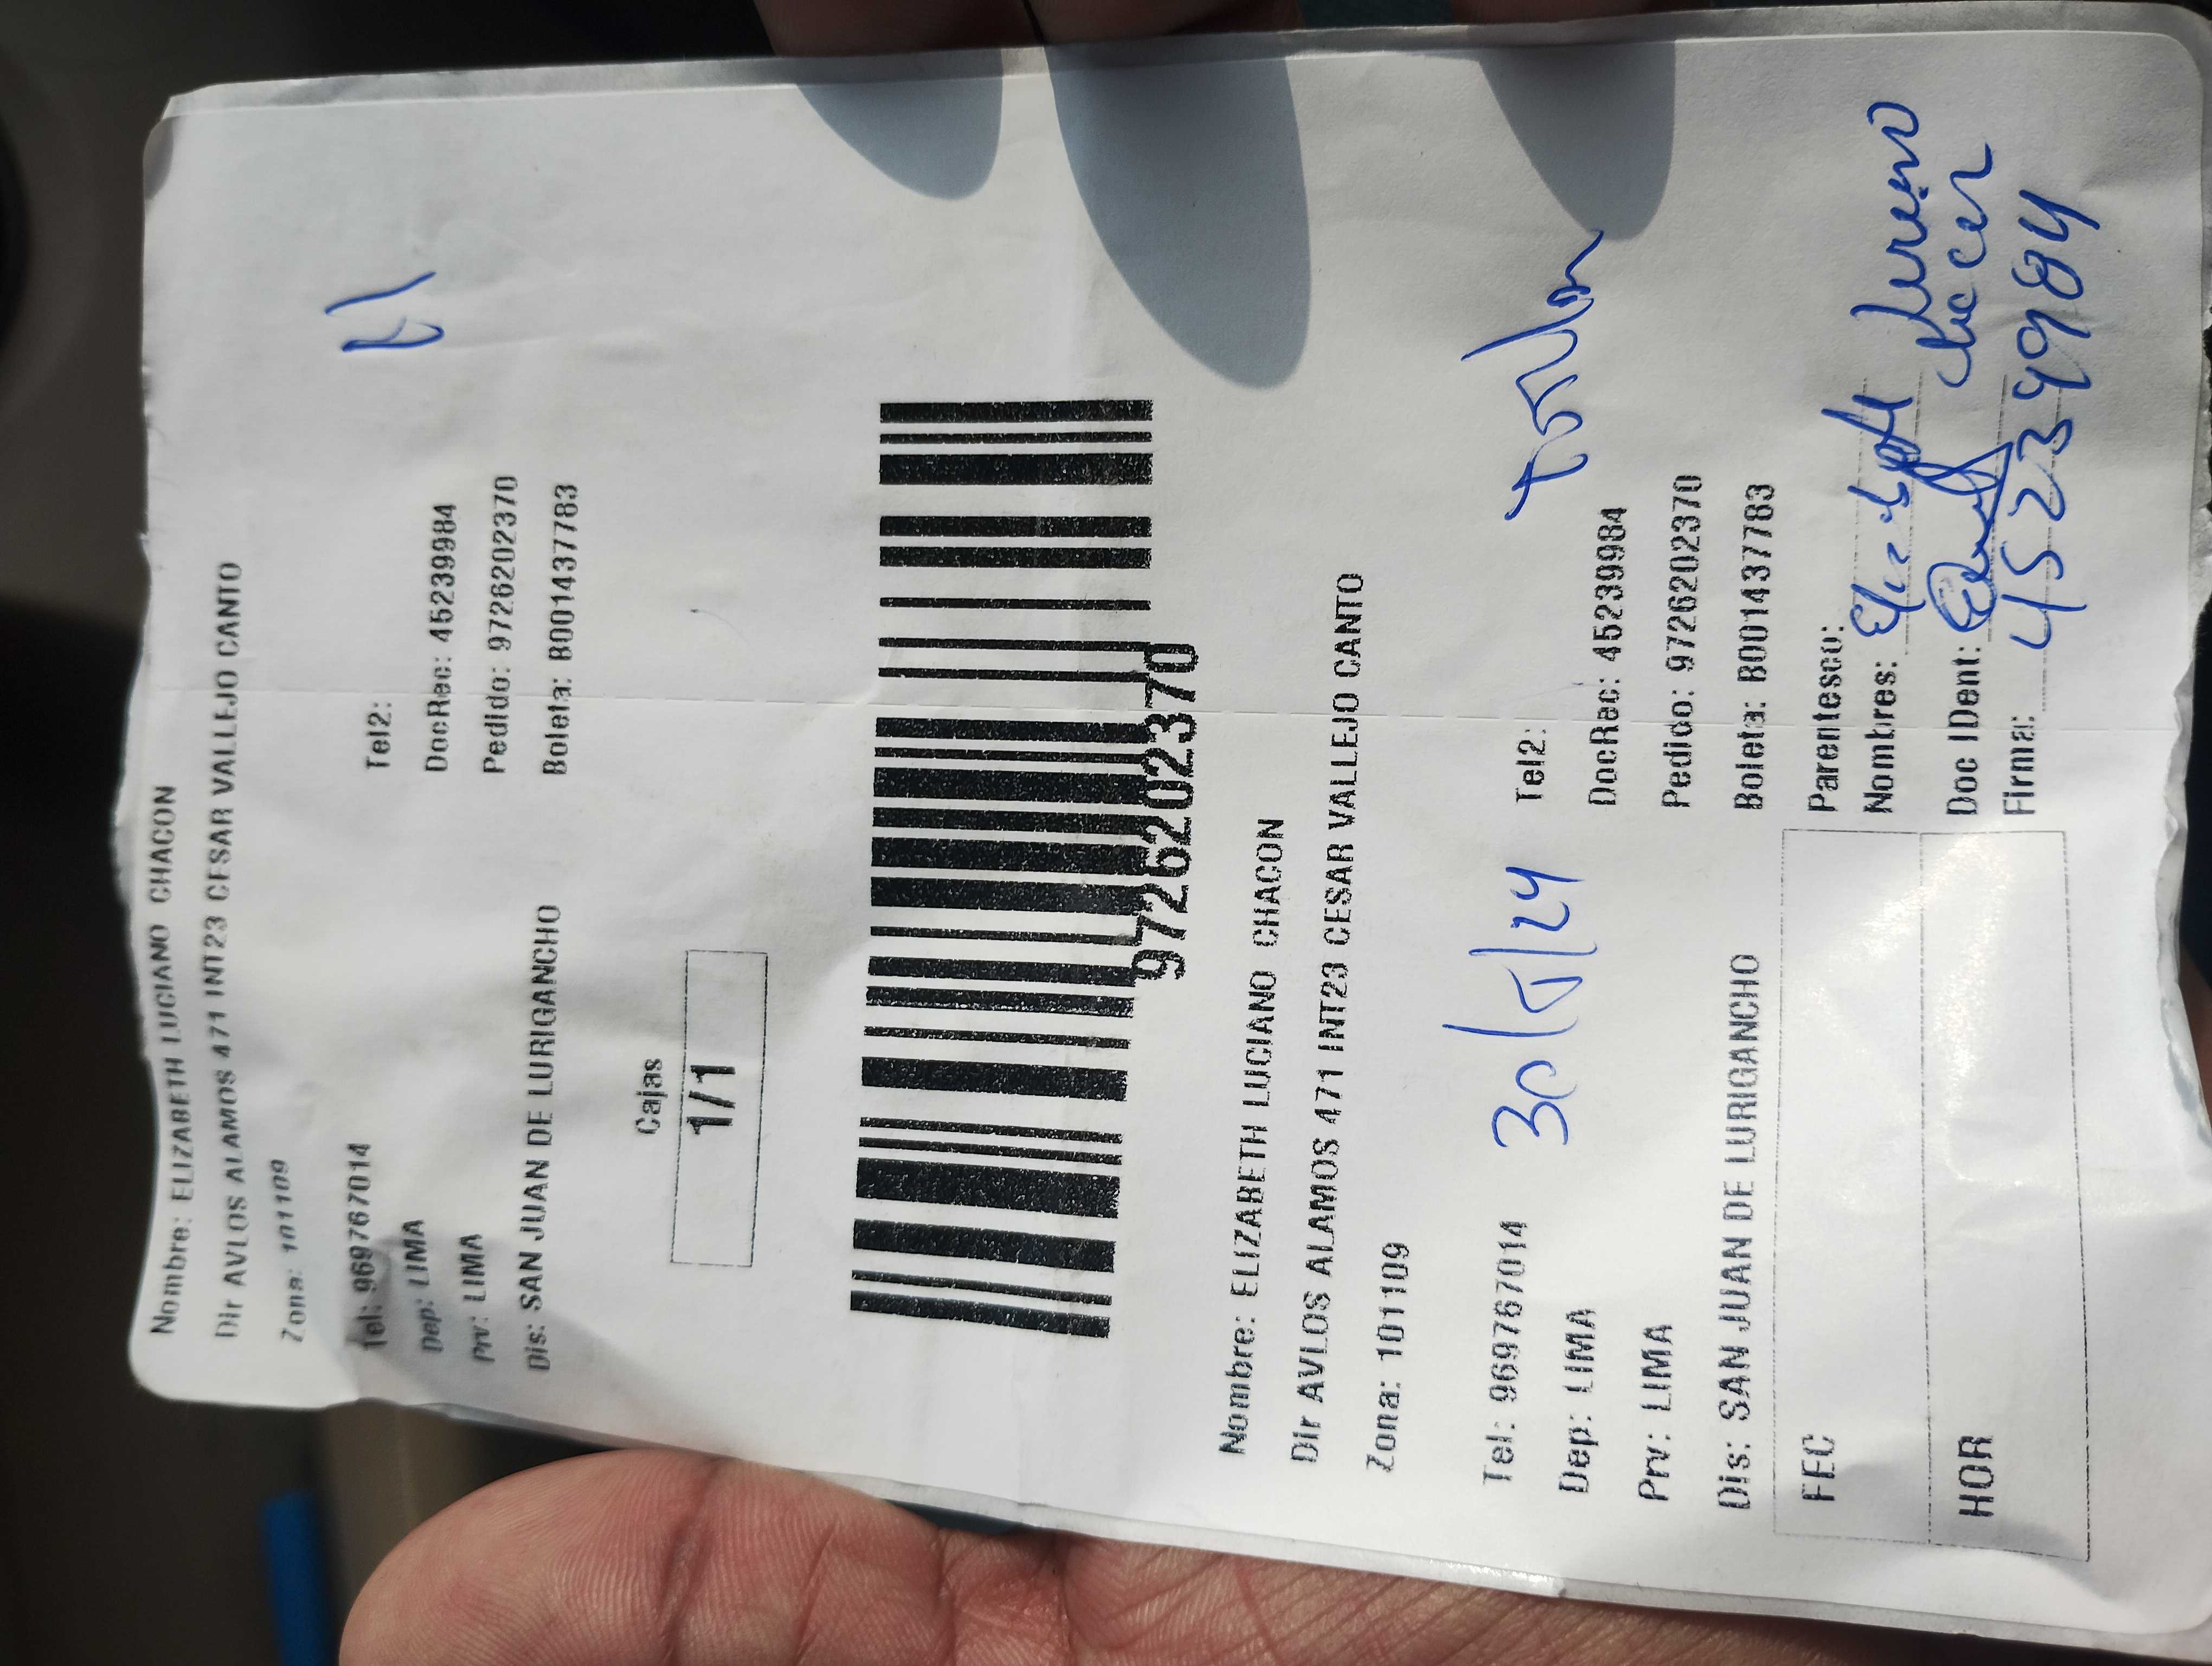 Nombre: ELIZABETH LUCIANO CHACON
Dir AVLOS ALAMOS 471 INT23 CESAR VALLEJO CANTO
Zona: 101109
Tel: 969767014 Tel2:
Dep: LIMA DocRec: 45239984
Prv: LIMA Pedido: 9726202370
Dis: SAN JUAN DE LURIGANCHO Boleta: B001437783
Cajas
1/1
9726202370
Nombre: ELIZABETH LUCIANO CHACON
Dir AVLOS ALAMOS 471 INT23 CESAR VALLEJO CANTO
Zona: 101109
Tel: 969767014 30/5/24 Tel2:
Dep: LIMA DocRec: 45239984
Prv: LIMA Pedido: 9726202370
Dis: SAN JUAN DE LURIGANCHO Boleta: B001437783
FEC Parentesco:
Nombres:
HOR Doc IDent:
Firma: 45239984